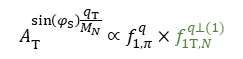 A_T^{sin(φ_S) q_T/M_N} ∝ f_{1,π}^q × f_{1T,N}^{q⊥(1)}